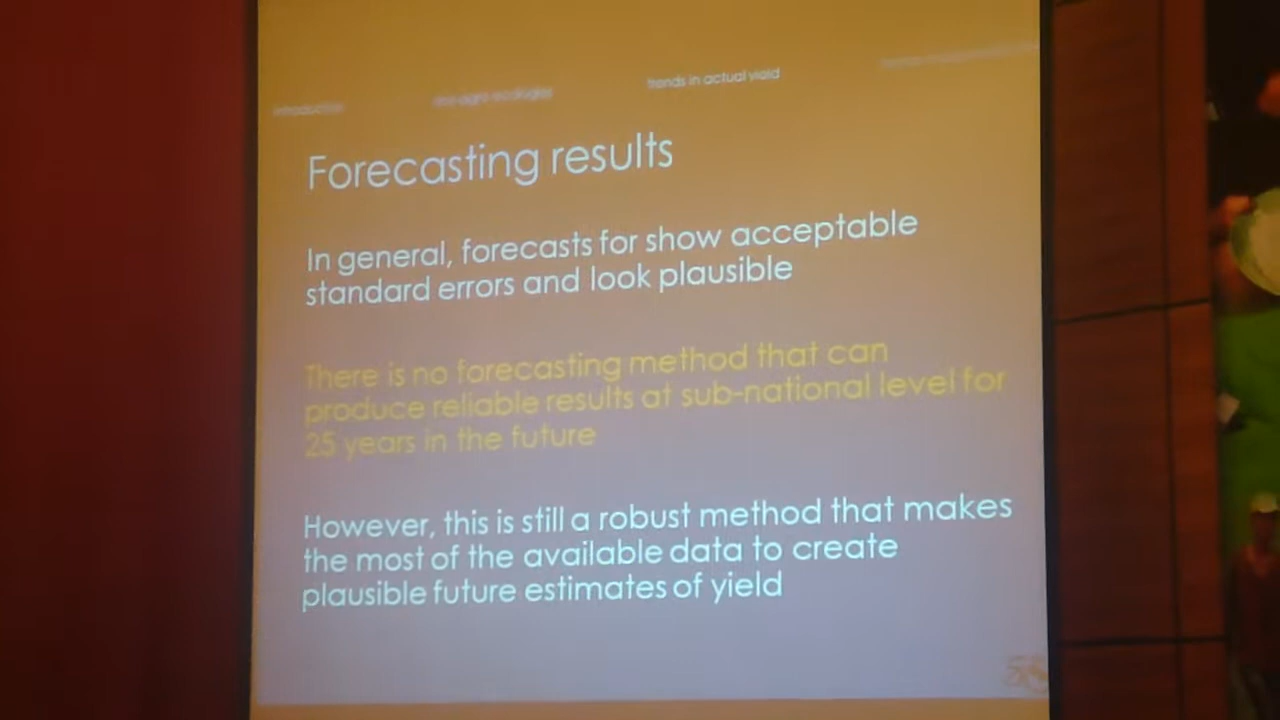 introduction
trends in actual yield
Forecasting results
In general, forecasts for show acceptable
standard errors and look plausible
There is no forecasting method that can
produce reliable results at sub-national level for
25 years in the future
However, this is still a robust method that makes
the most of the available data to create
plausible future estimates of yield